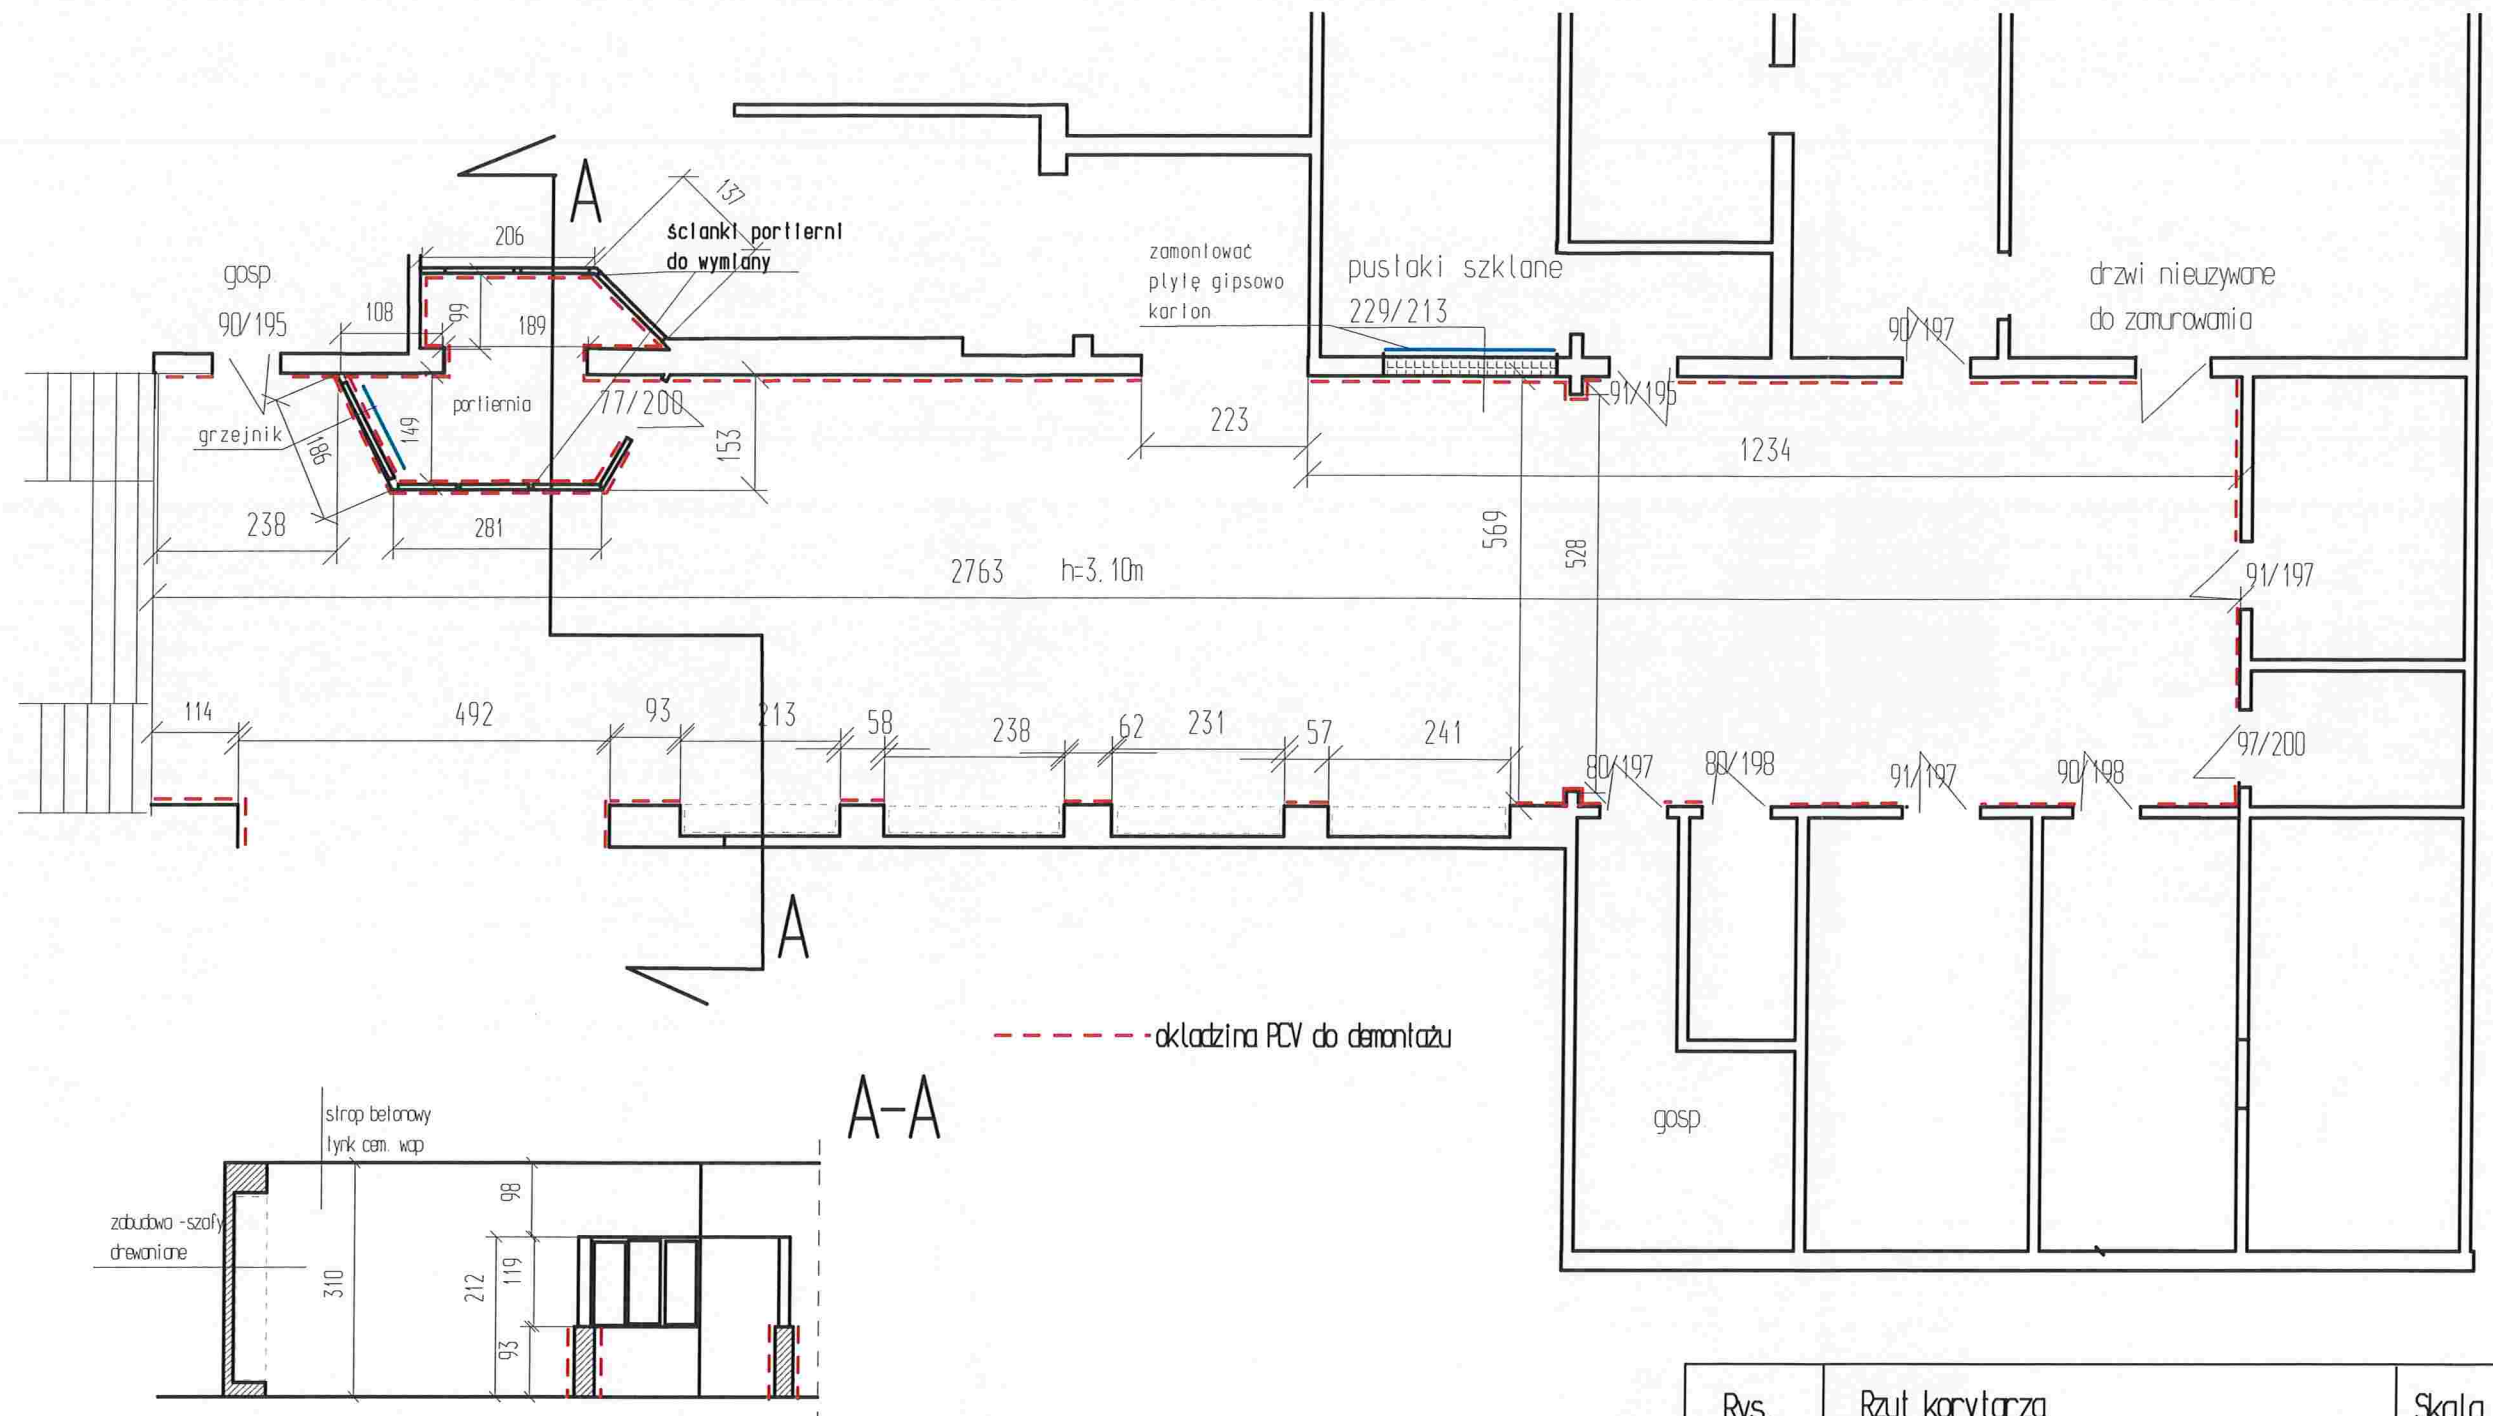 A
137
206
ścianki portierni
do wymiany
gosp.
90/195
108
99
189
zamontować
płytę gipsowo
karton
pustaki szklane
229/213
drzwi nieuzywane
do zamurowamia
90/197
portiernia
77/200
91/195
grzejnik
186
149
153
223
1234
238
281
569
528
2763 h=3.10m
91/197
114
492
93
213
58
238
62
231
57
241
80/197
80/198
91/197
90/198
97/200
A
okladzina PCV do demontażu
A-A
strop betonowy
tynk cem. wap
gosp.
zabudowa -szafy
drewniane
310
98
212
119
93
Rys.
Rzut korytarza
Skala